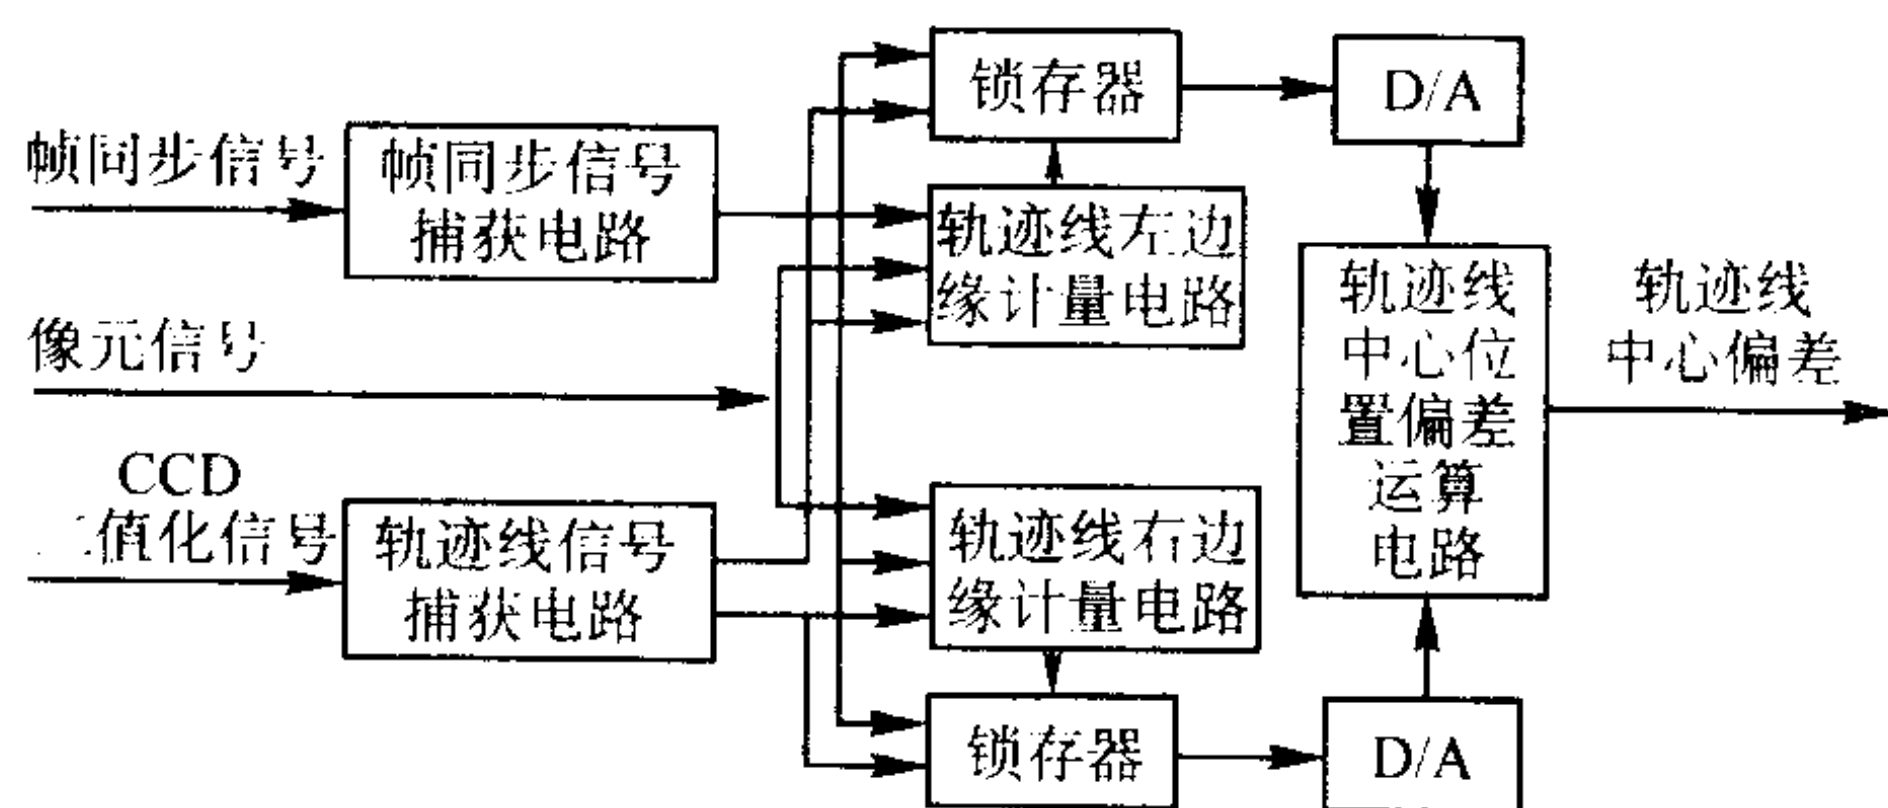 帧同步信号
帧同步信号
捕获电路
像元信号
CCD
二值化信号
轨迹线信号
捕获电路
锁存器
D/A
轨迹线左边
缘计量电路
轨迹线右边
缘计量电路
锁存器
D/A
轨迹线
中心位
置偏差
运算
电路
轨迹线
中心偏差